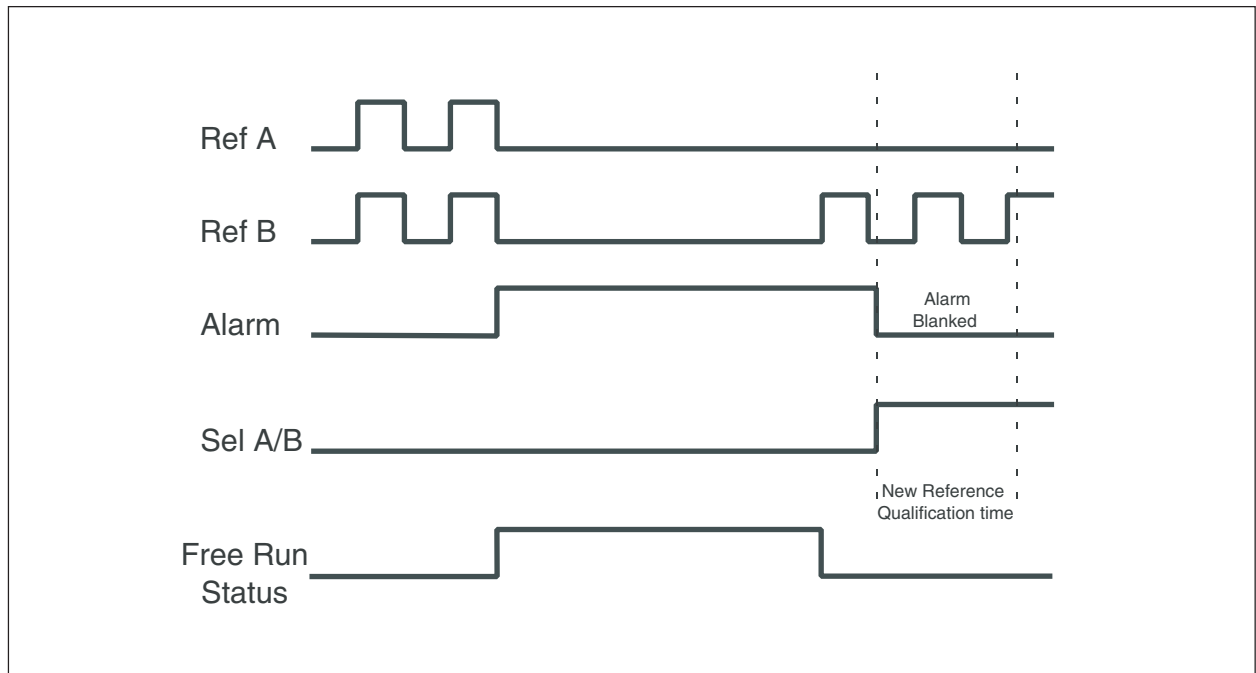 Ref A
Ref B
Alarm
Alarm
Blanked
Sel A/B
New Reference
Qualification time
Free Run
Status